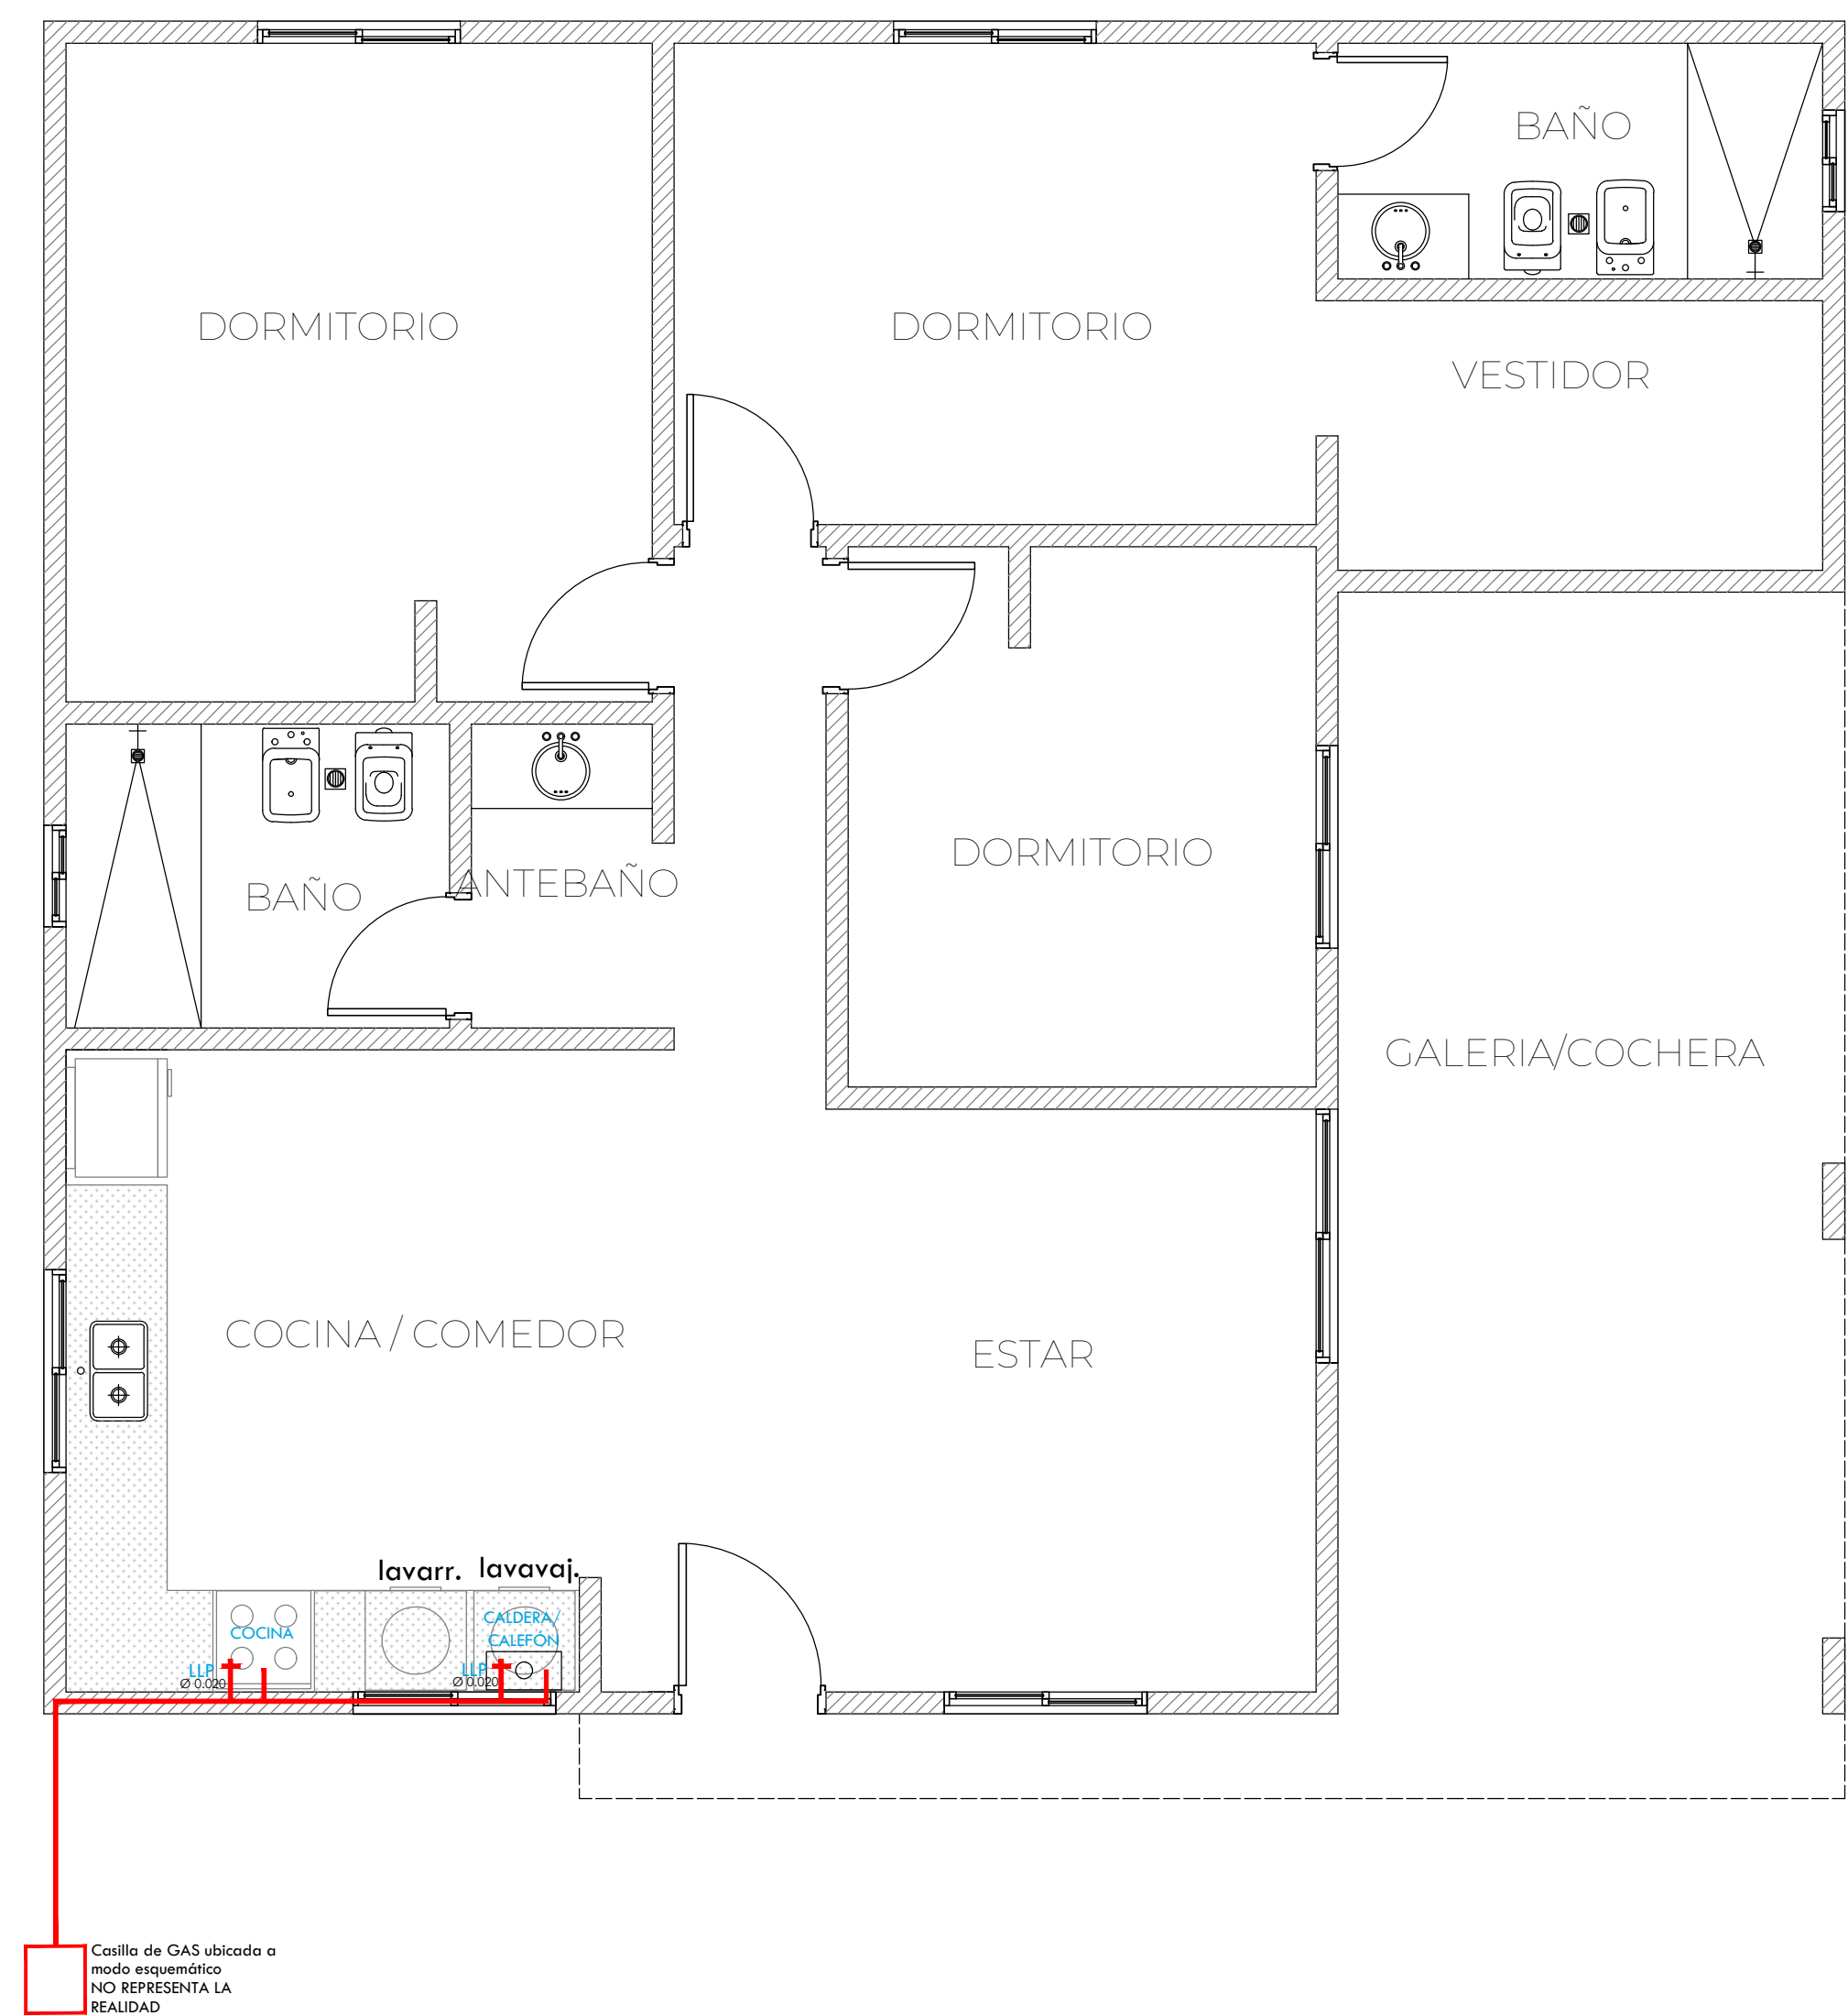 BAÑO
DORMITORIO
DORMITORIO
VESTIDOR
DORMITORIO
BAÑO
ANTEBAÑO
GALERIA/COCHERA
COCINA / COMEDOR
ESTAR
lavarr.
lavavaj.
COCINA
CALDERA/
CALEFÓN
LLP
Ø 0.020
LLP
Ø 0.020
Casilla de GAS ubicada a
modo esquemático
NO REPRESENTA LA
REALIDAD